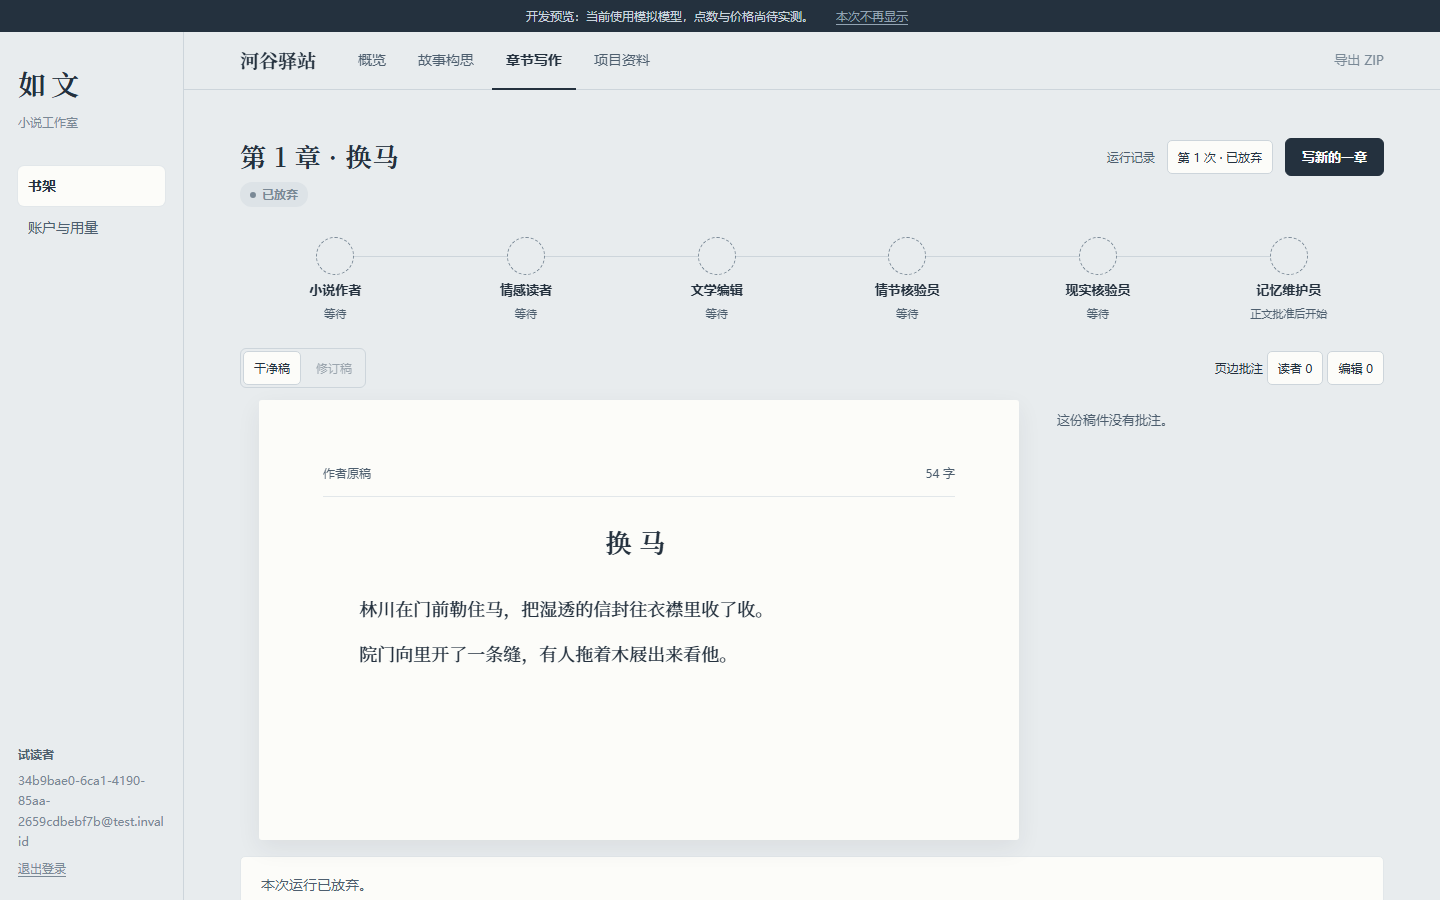 开发预览：当前使用模拟模型，点数与价格尚待实测。 本次不再显示
如文
小说工作室
书架
账户与用量
试读者
34b9bae0-6ca1-4190-
85aa-
2659cdbebf7b@test.inval
id
退出登录
河谷驿站 概览 故事构思 章节写作 项目资料 导出 ZIP
第 1 章 · 换马
已放弃
运行记录 第 1 次 · 已放弃 写新的一章
小说作者 情感读者 文学编辑 情节核验员 现实核验员 记忆维护员
等待 等待 等待 等待 等待 正文批准后开始
干净稿 修订稿 页边批注 读者 0 编辑 0
作者原稿 54 字
换马
林川在门前勒住马，把湿透的信封往衣襟里收了收。
院门向里开了一条缝，有人拖着木屐出来看他。
这份稿件没有批注。
本次运行已放弃。